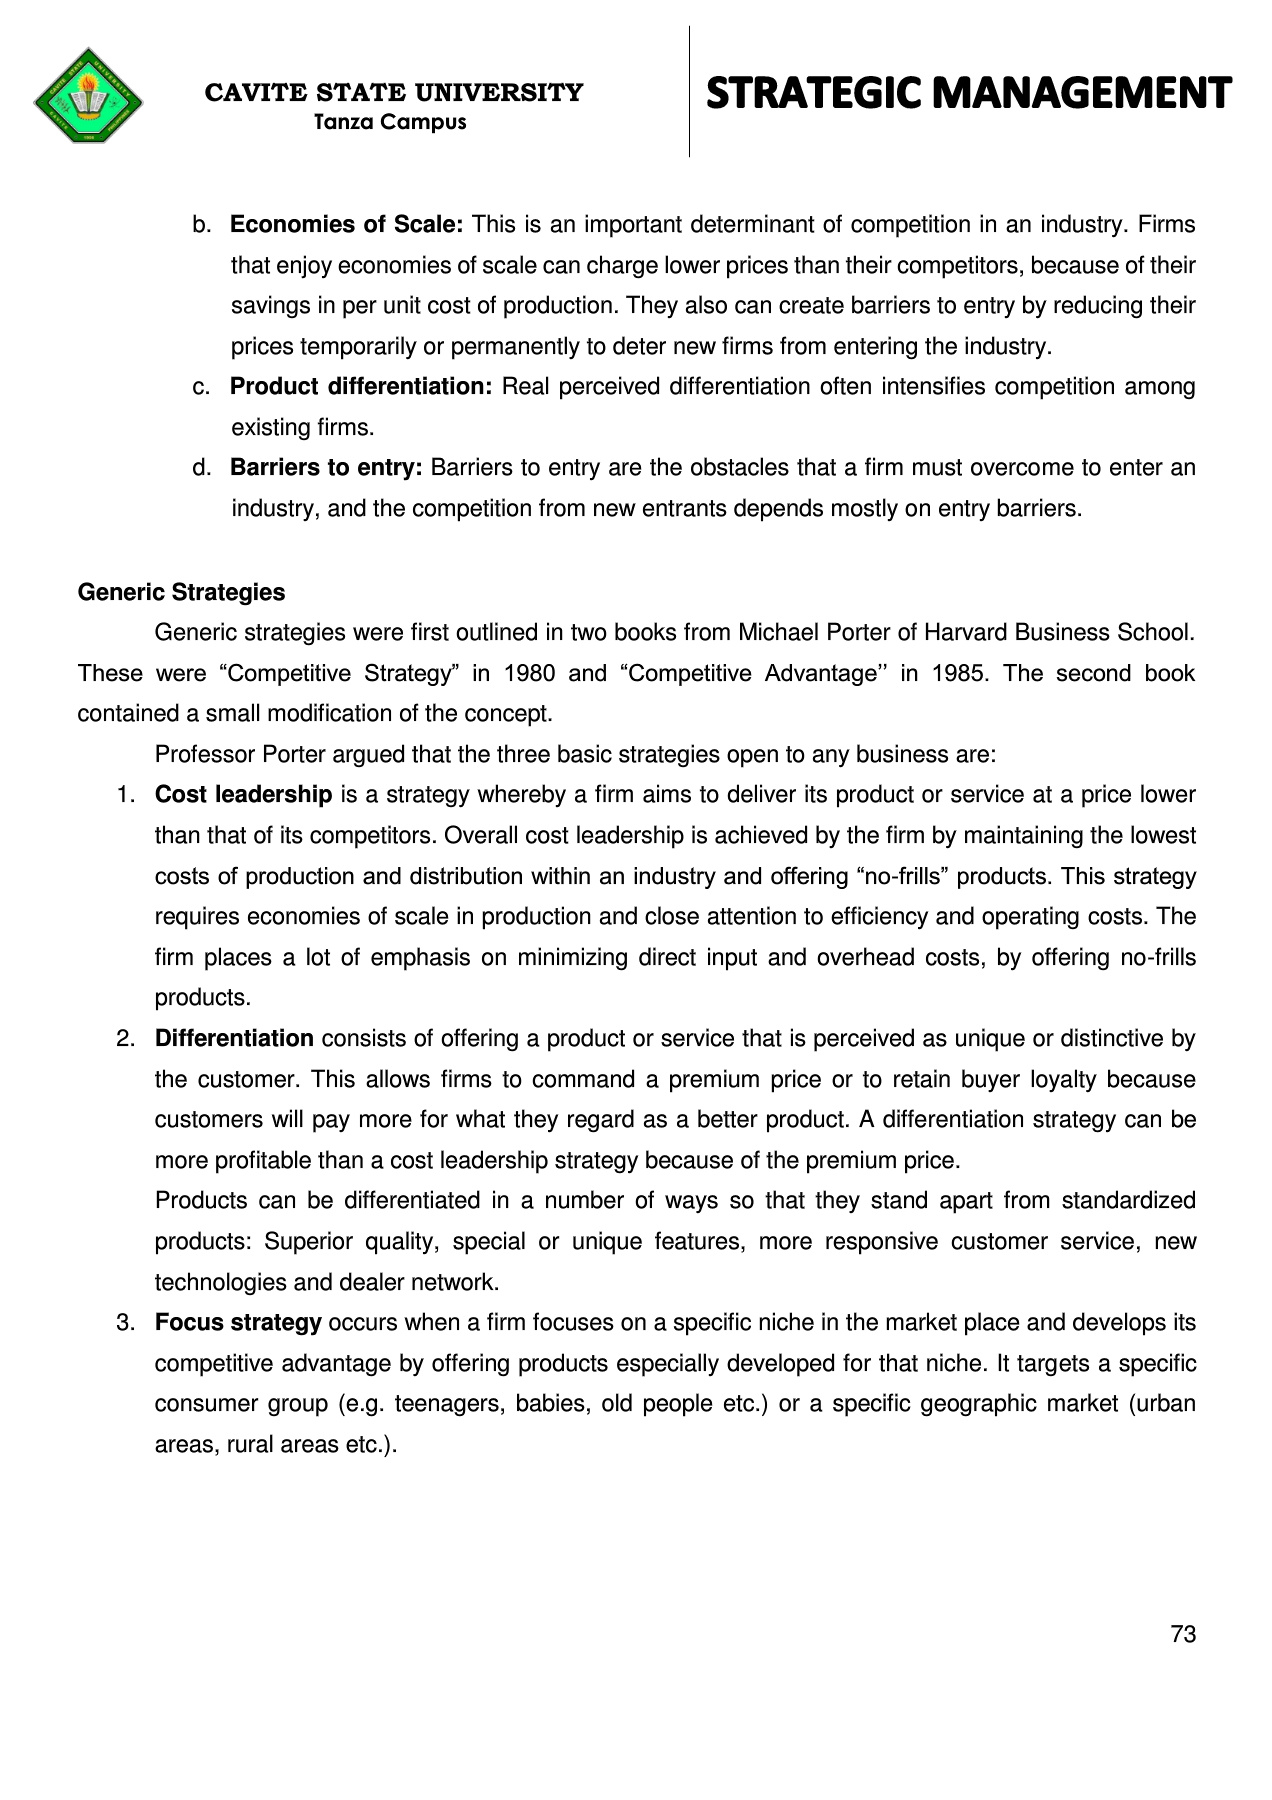 CAVITE STATE UNIVERSITY
Tanza Campus
STRATEGIC MANAGEMENT
b. Economies of Scale: This is an important determinant of competition in an industry. Firms
that enjoy economies of scale can charge lower prices than their competitors, because of their
savings in per unit cost of production. They also can create barriers to entry by reducing their
prices temporarily or permanently to deter new firms from entering the industry.
c. Product differentiation: Real perceived differentiation often intensifies competition among
existing firms.
d. Barriers to entry: Barriers to entry are the obstacles that a firm must overcome to enter an
industry, and the competition from new entrants depends mostly on entry barriers.
Generic Strategies
Generic strategies were first outlined in two books from Michael Porter of Harvard Business School.
These were “Competitive Strategy” in 1980 and “Competitive Advantage’’ in 1985. The second book
contained a small modification of the concept.
Professor Porter argued that the three basic strategies open to any business are:
1. Cost leadership is a strategy whereby a firm aims to deliver its product or service at a price lower
than that of its competitors. Overall cost leadership is achieved by the firm by maintaining the lowest
costs of production and distribution within an industry and offering “no-frills” products. This strategy
requires economies of scale in production and close attention to efficiency and operating costs. The
firm places a lot of emphasis on minimizing direct input and overhead costs, by offering no-frills
products.
2. Differentiation consists of offering a product or service that is perceived as unique or distinctive by
the customer. This allows firms to command a premium price or to retain buyer loyalty because
customers will pay more for what they regard as a better product. A differentiation strategy can be
more profitable than a cost leadership strategy because of the premium price.
Products can be differentiated in a number of ways so that they stand apart from standardized
products: Superior quality, special or unique features, more responsive customer service, new
technologies and dealer network.
3. Focus strategy occurs when a firm focuses on a specific niche in the market place and develops its
competitive advantage by offering products especially developed for that niche. It targets a specific
consumer group (e.g. teenagers, babies, old people etc.) or a specific geographic market (urban
areas, rural areas etc.).
73